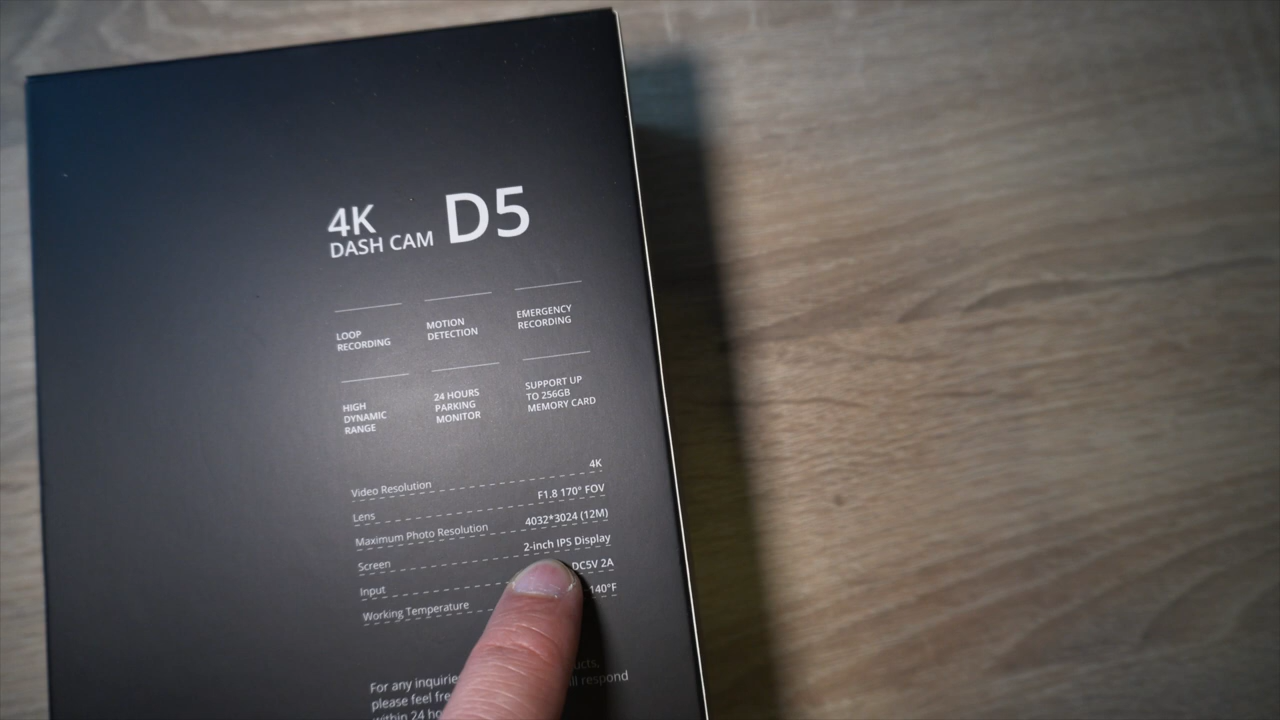 4K
DASH CAM D5
LOOP
RECORDING
MOTION
DETECTION
EMERGENCY
RECORDING
HIGH
DYNAMIC
RANGE
24 HOURS
PARKING
MONITOR
SUPPORT UP
TO 256GB
MEMORY CARD
Video Resolution 4K
Lens F1.8 170° FOV
Maximum Photo Resolution 4032*3024 (12M)
Screen 2-inch IPS Display
Input DC5V 2A
Working Temperature 140°F
For any
please feel
respond
within 24